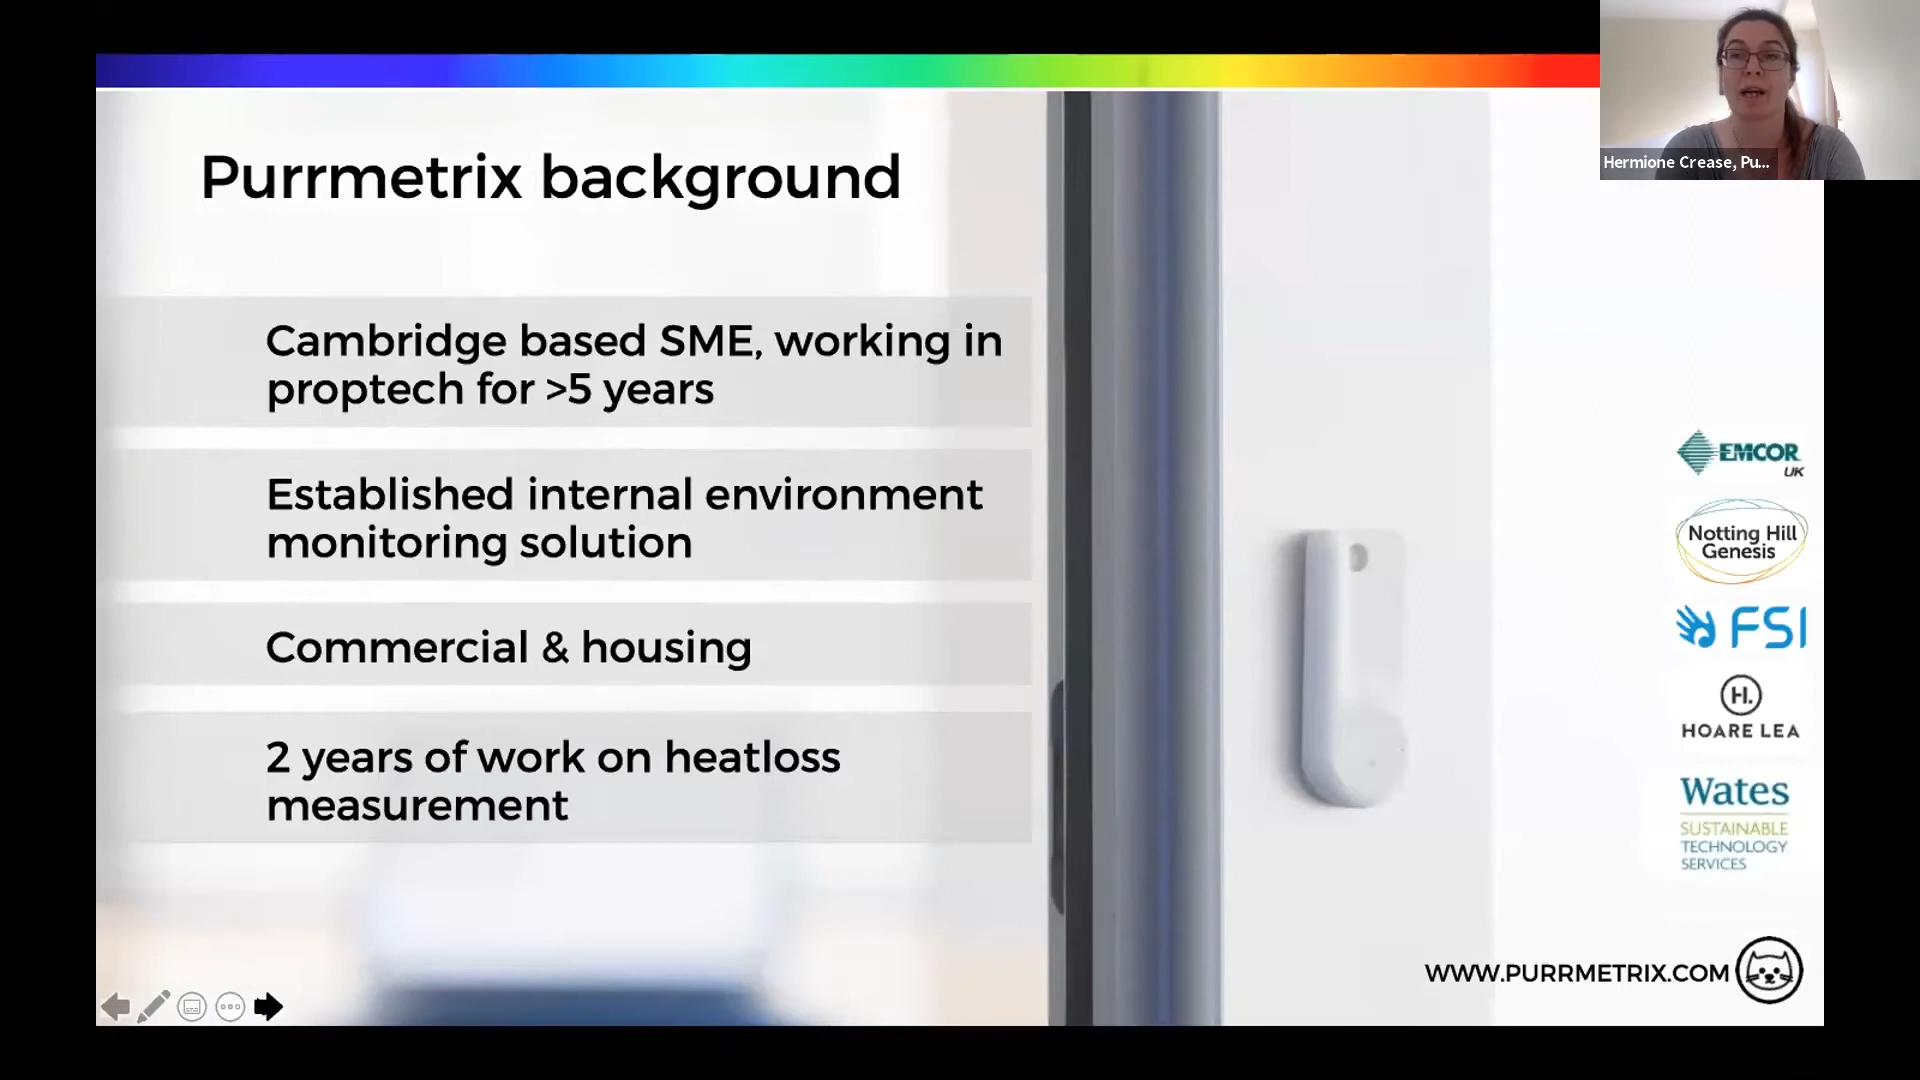 Hermione Crease, Pu...
Purrmetrix background
Cambridge based SME, working in
proptech for >5 years
Established internal environment
monitoring solution
Commercial & housing
2 years of work on heatloss
measurement
EMCOR
UK
Notting Hill
Genesis
FSI
H.
HOARE LEA
Wates
SUSTAINABLE
TECHNOLOGY
SERVICES
WWW.PURRMETRIX.COM